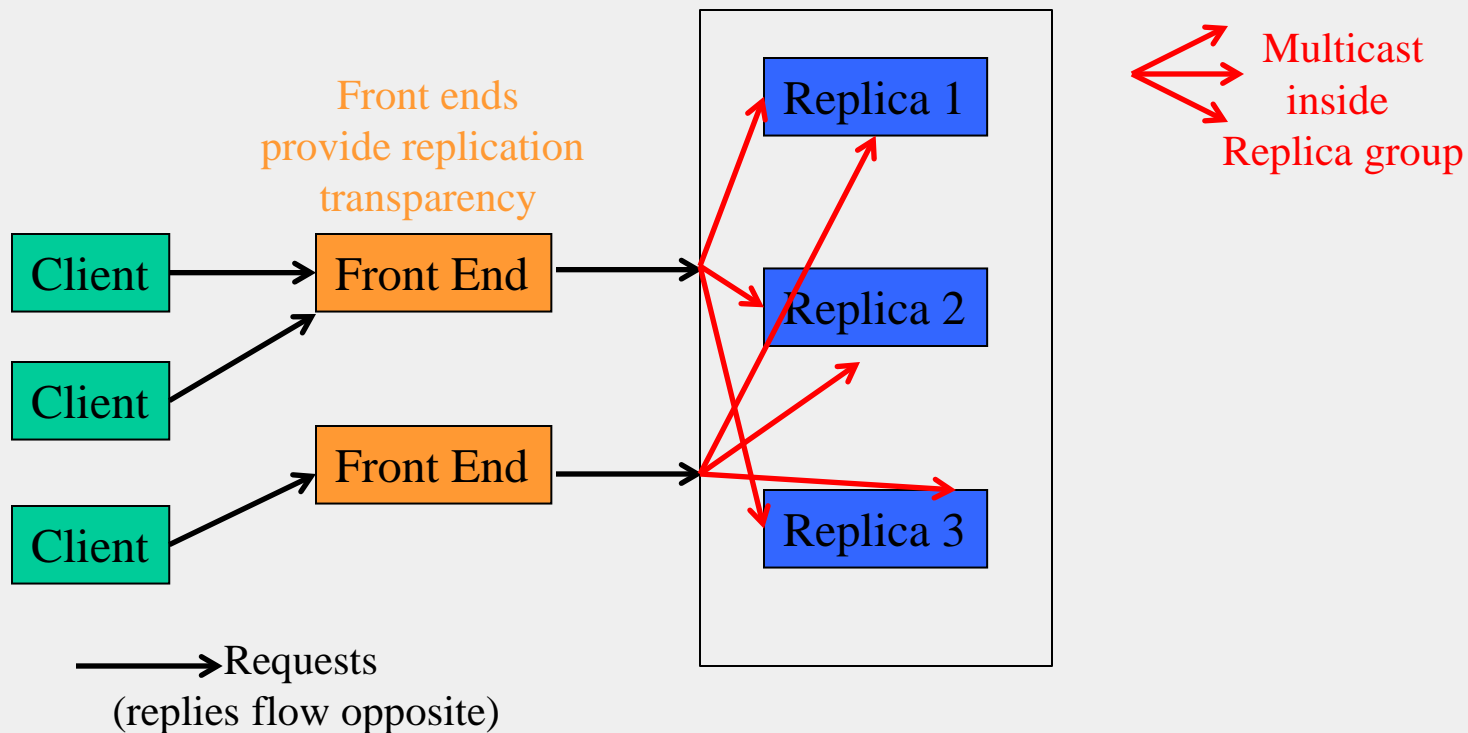 Front ends
provide replication
transparency
Client
Client
Client
Front End
Front End
Replica 1
Replica 2
Replica 3
Multicast
inside
Replica group
Requests
(replies flow opposite)